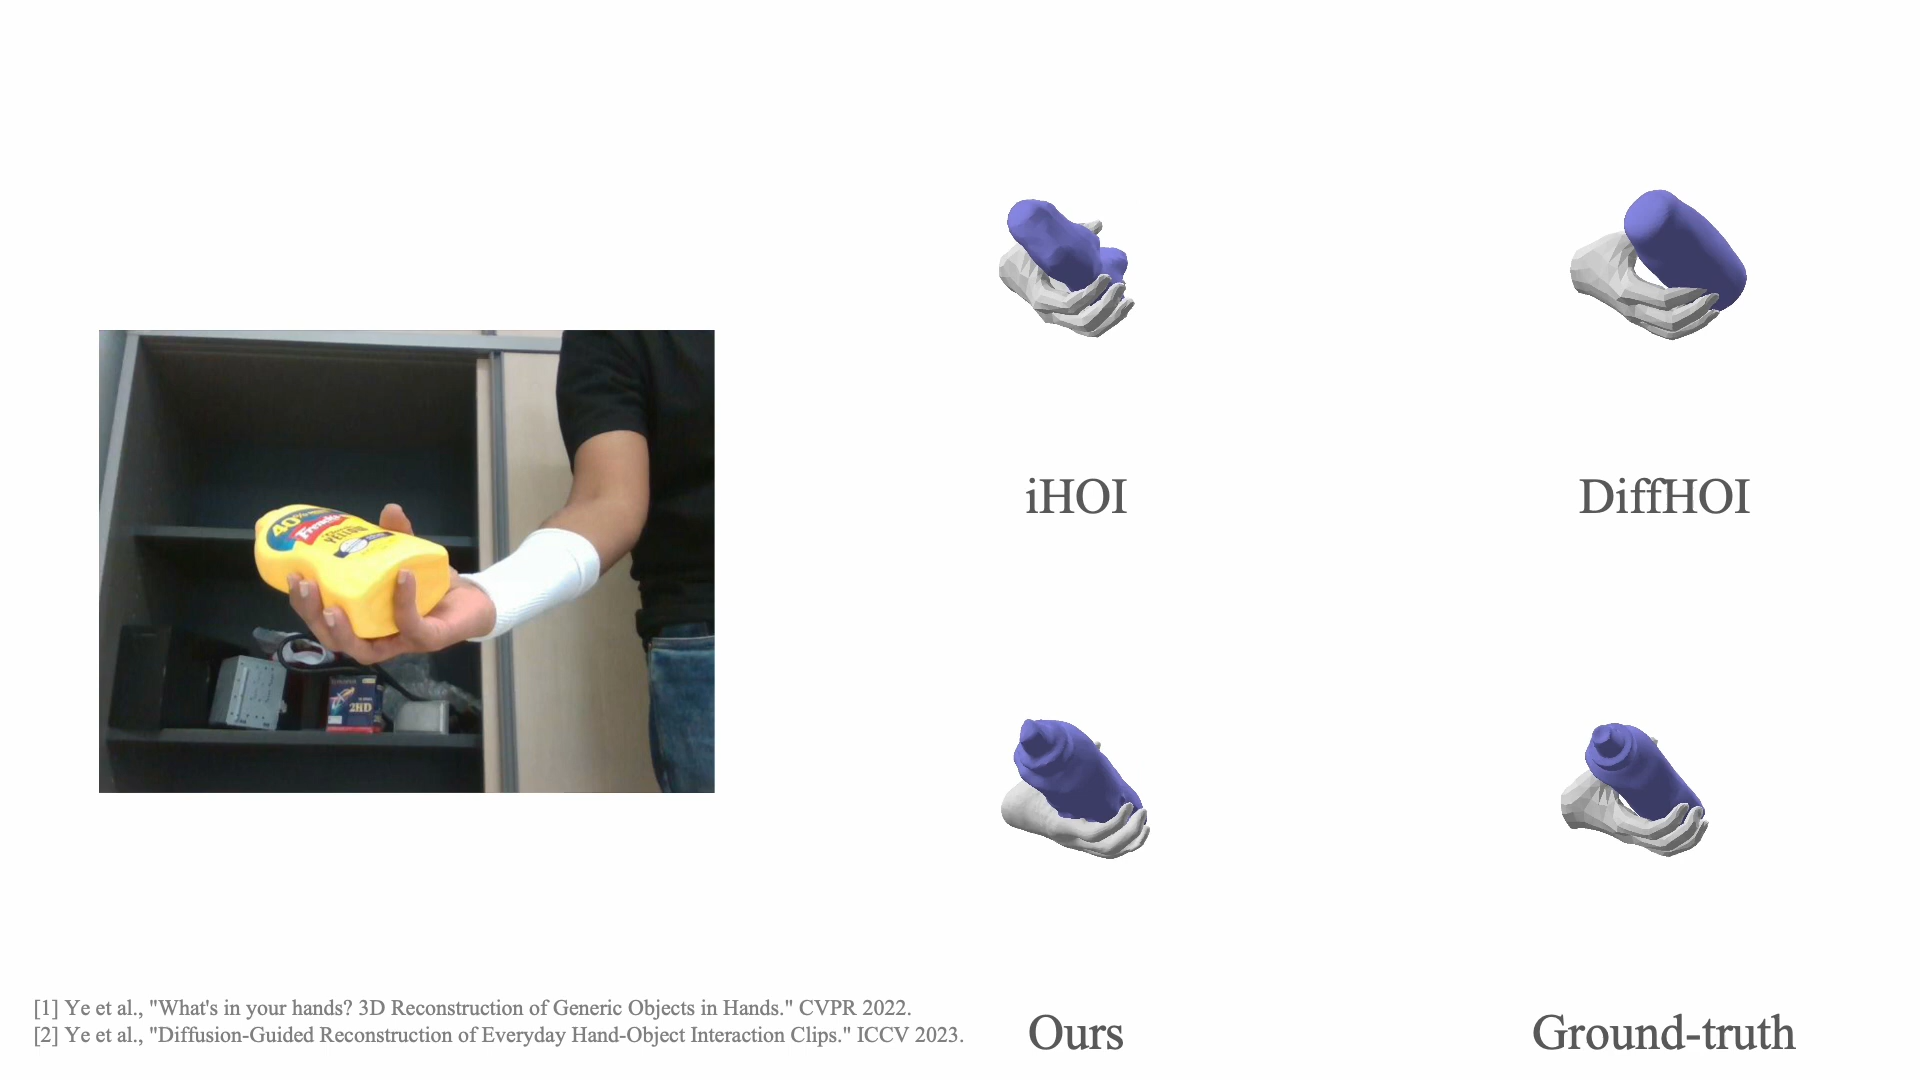 40%
French's
YELLOW
2HD
iHOI
DiffHOI
Ours
Ground-truth
[1] Ye et al., "What's in your hands? 3D Reconstruction of Generic Objects in Hands." CVPR 2022.
[2] Ye et al., "Diffusion-Guided Reconstruction of Everyday Hand-Object Interaction Clips." ICCV 2023.